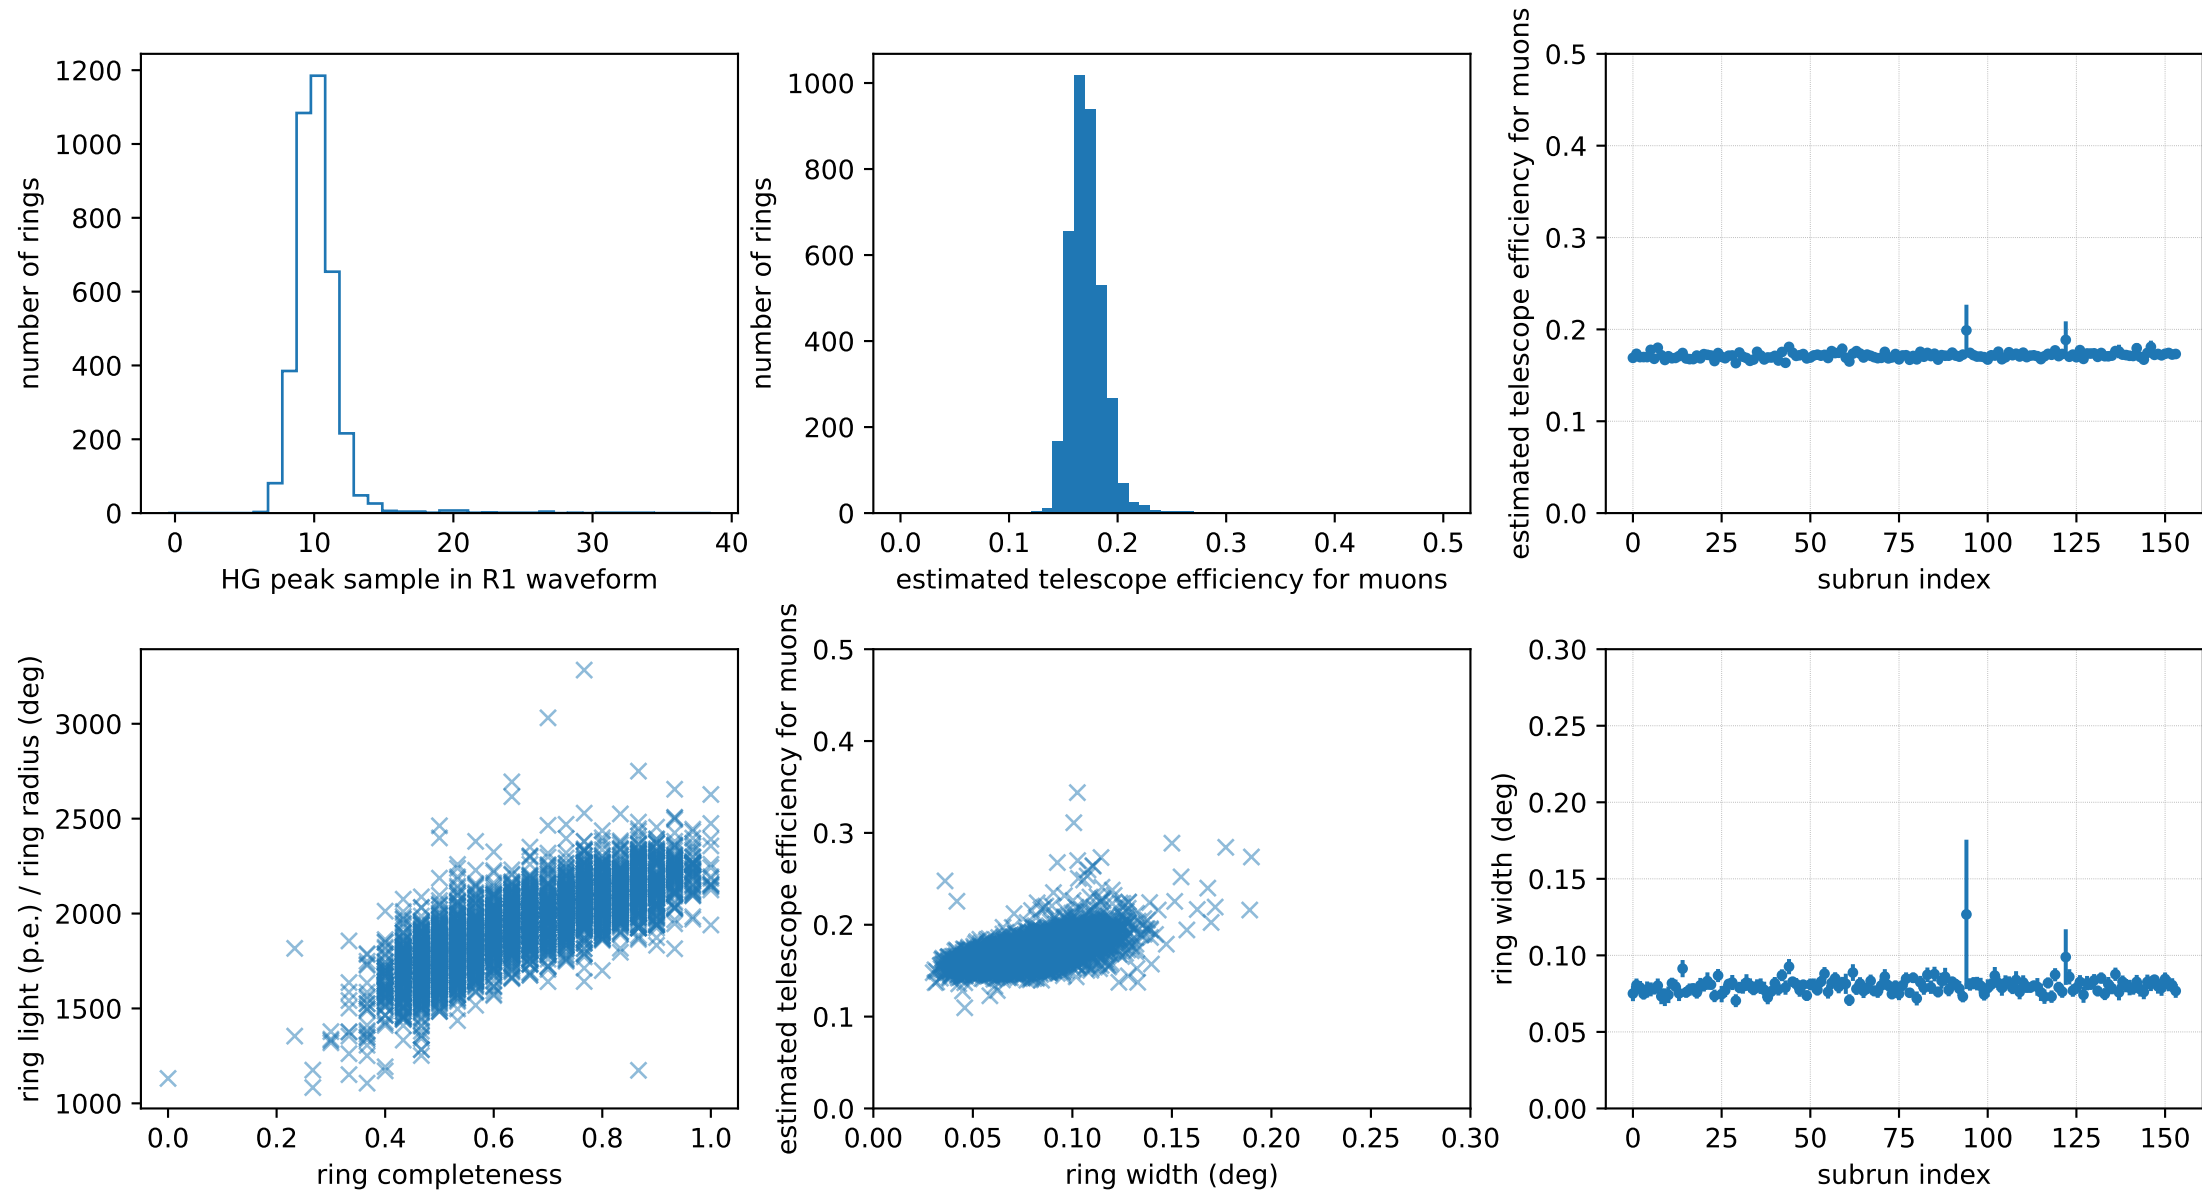 number of rings
1200
1000
800
600
400
200
0
0 10 20 30 40
HG peak sample in R1 waveform
number of rings
1000
800
600
400
200
0
0.0 0.1 0.2 0.3 0.4 0.5
estimated telescope efficiency for muons
estimated telescope efficiency for muons
0.5
0.4
0.3
0.2
0.1
0.0
0 25 50 75 100 125 150
subrun index
ring light (p.e.) / ring radius (deg)
3000
2500
2000
1500
1000
0.0 0.2 0.4 0.6 0.8 1.0
ring completeness
estimated telescope efficiency for muons
0.5
0.4
0.3
0.2
0.1
0.0
0.00 0.05 0.10 0.15 0.20 0.25 0.30
ring width (deg)
ring width (deg)
0.30
0.25
0.20
0.15
0.10
0.05
0.00
0 25 50 75 100 125 150
subrun index